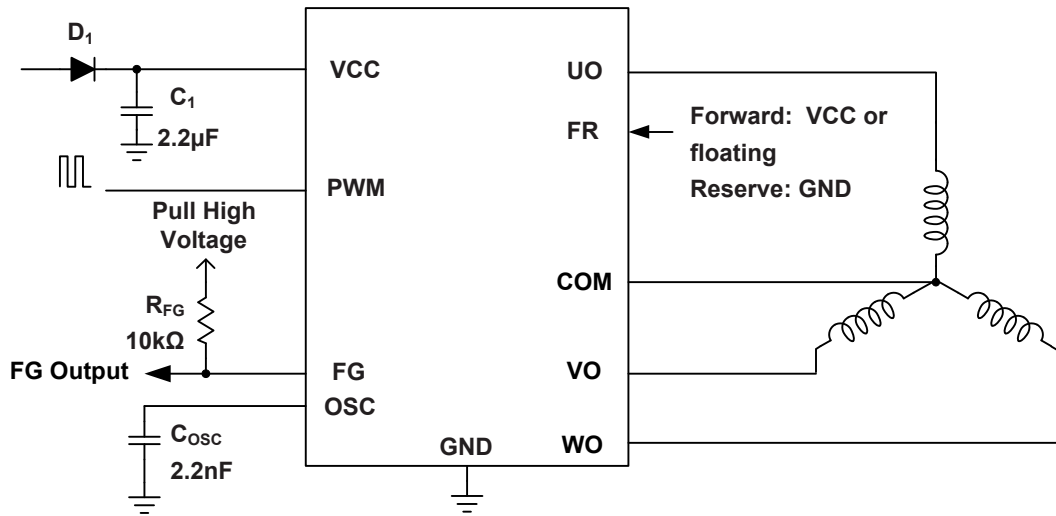 D1
VCC
C1
2.2µF
PWM
Pull High
Voltage
RFG
10kΩ
FG Output
FG
OSC
COSC
2.2nF
GND
UO
FR
Forward: VCC or
floating
Reserve: GND
COM
VO
WO